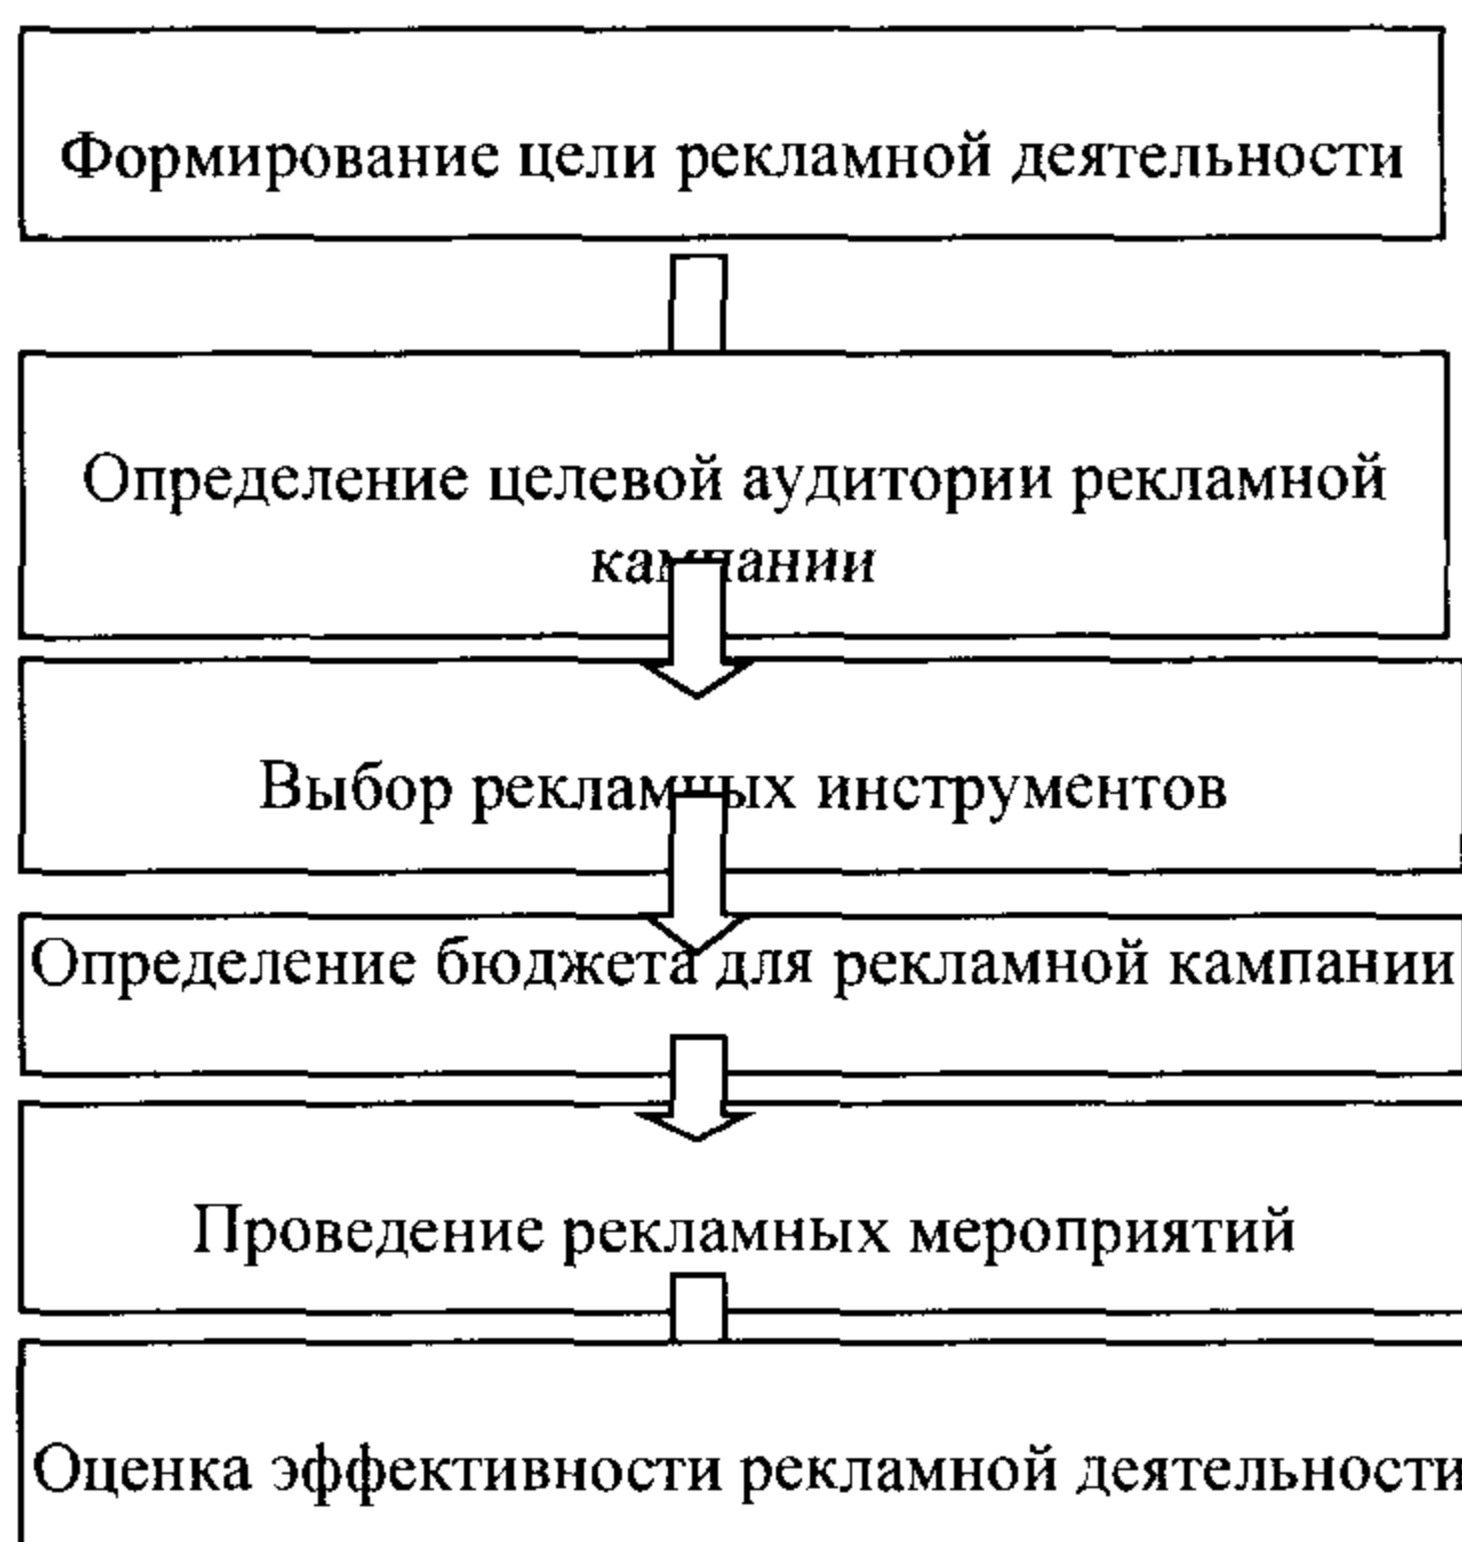 Формирование цели рекламной деятельности
Определение целевой аудитории рекламной
кампании
Выбор рекламных инструментов
Определение бюджета для рекламной кампании
Проведение рекламных мероприятий
Оценка эффективности рекламной деятельности